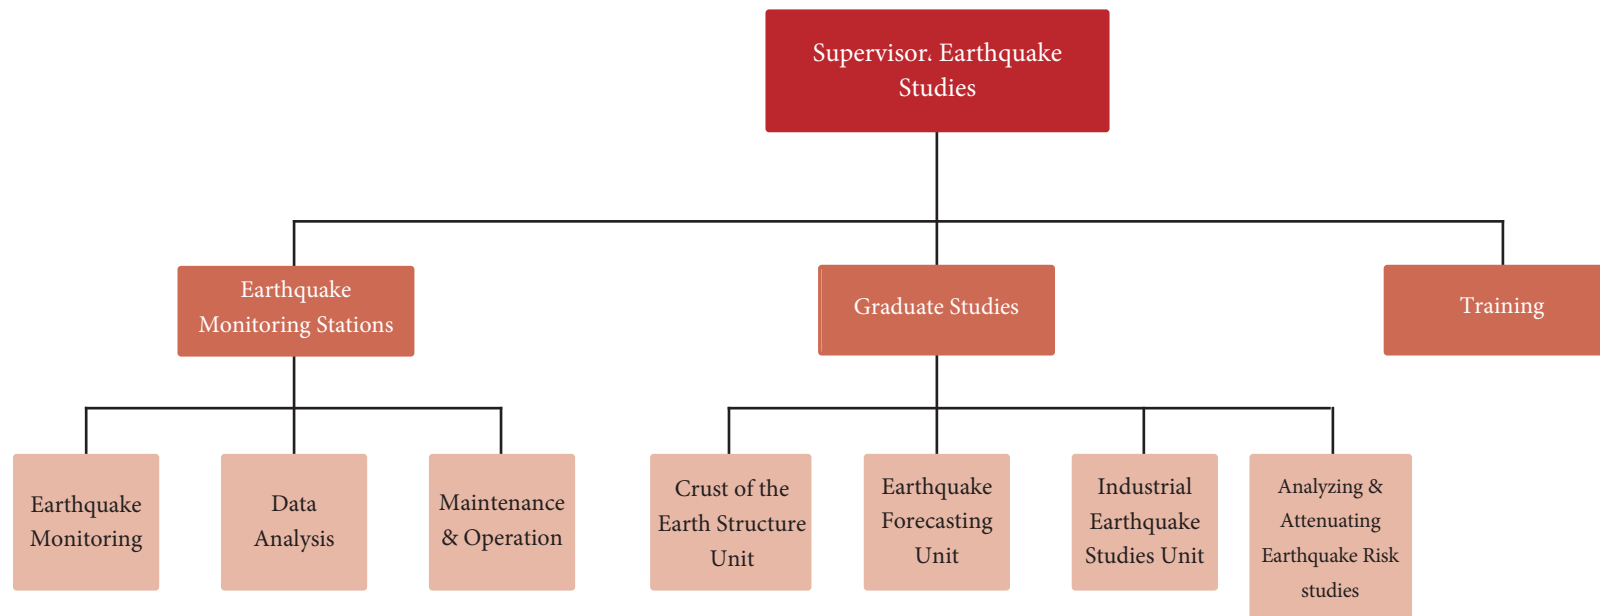 Supervisor. Earthquake
Studies
Earthquake
Monitoring Stations
Graduate Studies
Training
Earthquake
Monitoring
Data
Analysis
Maintenance
& Operation
Crust of the
Earth Structure
Unit
Earthquake
Forecasting
Unit
Industrial
Earthquake
Studies Unit
Analyzing &
Attenuating
Earthquake Risk
studies